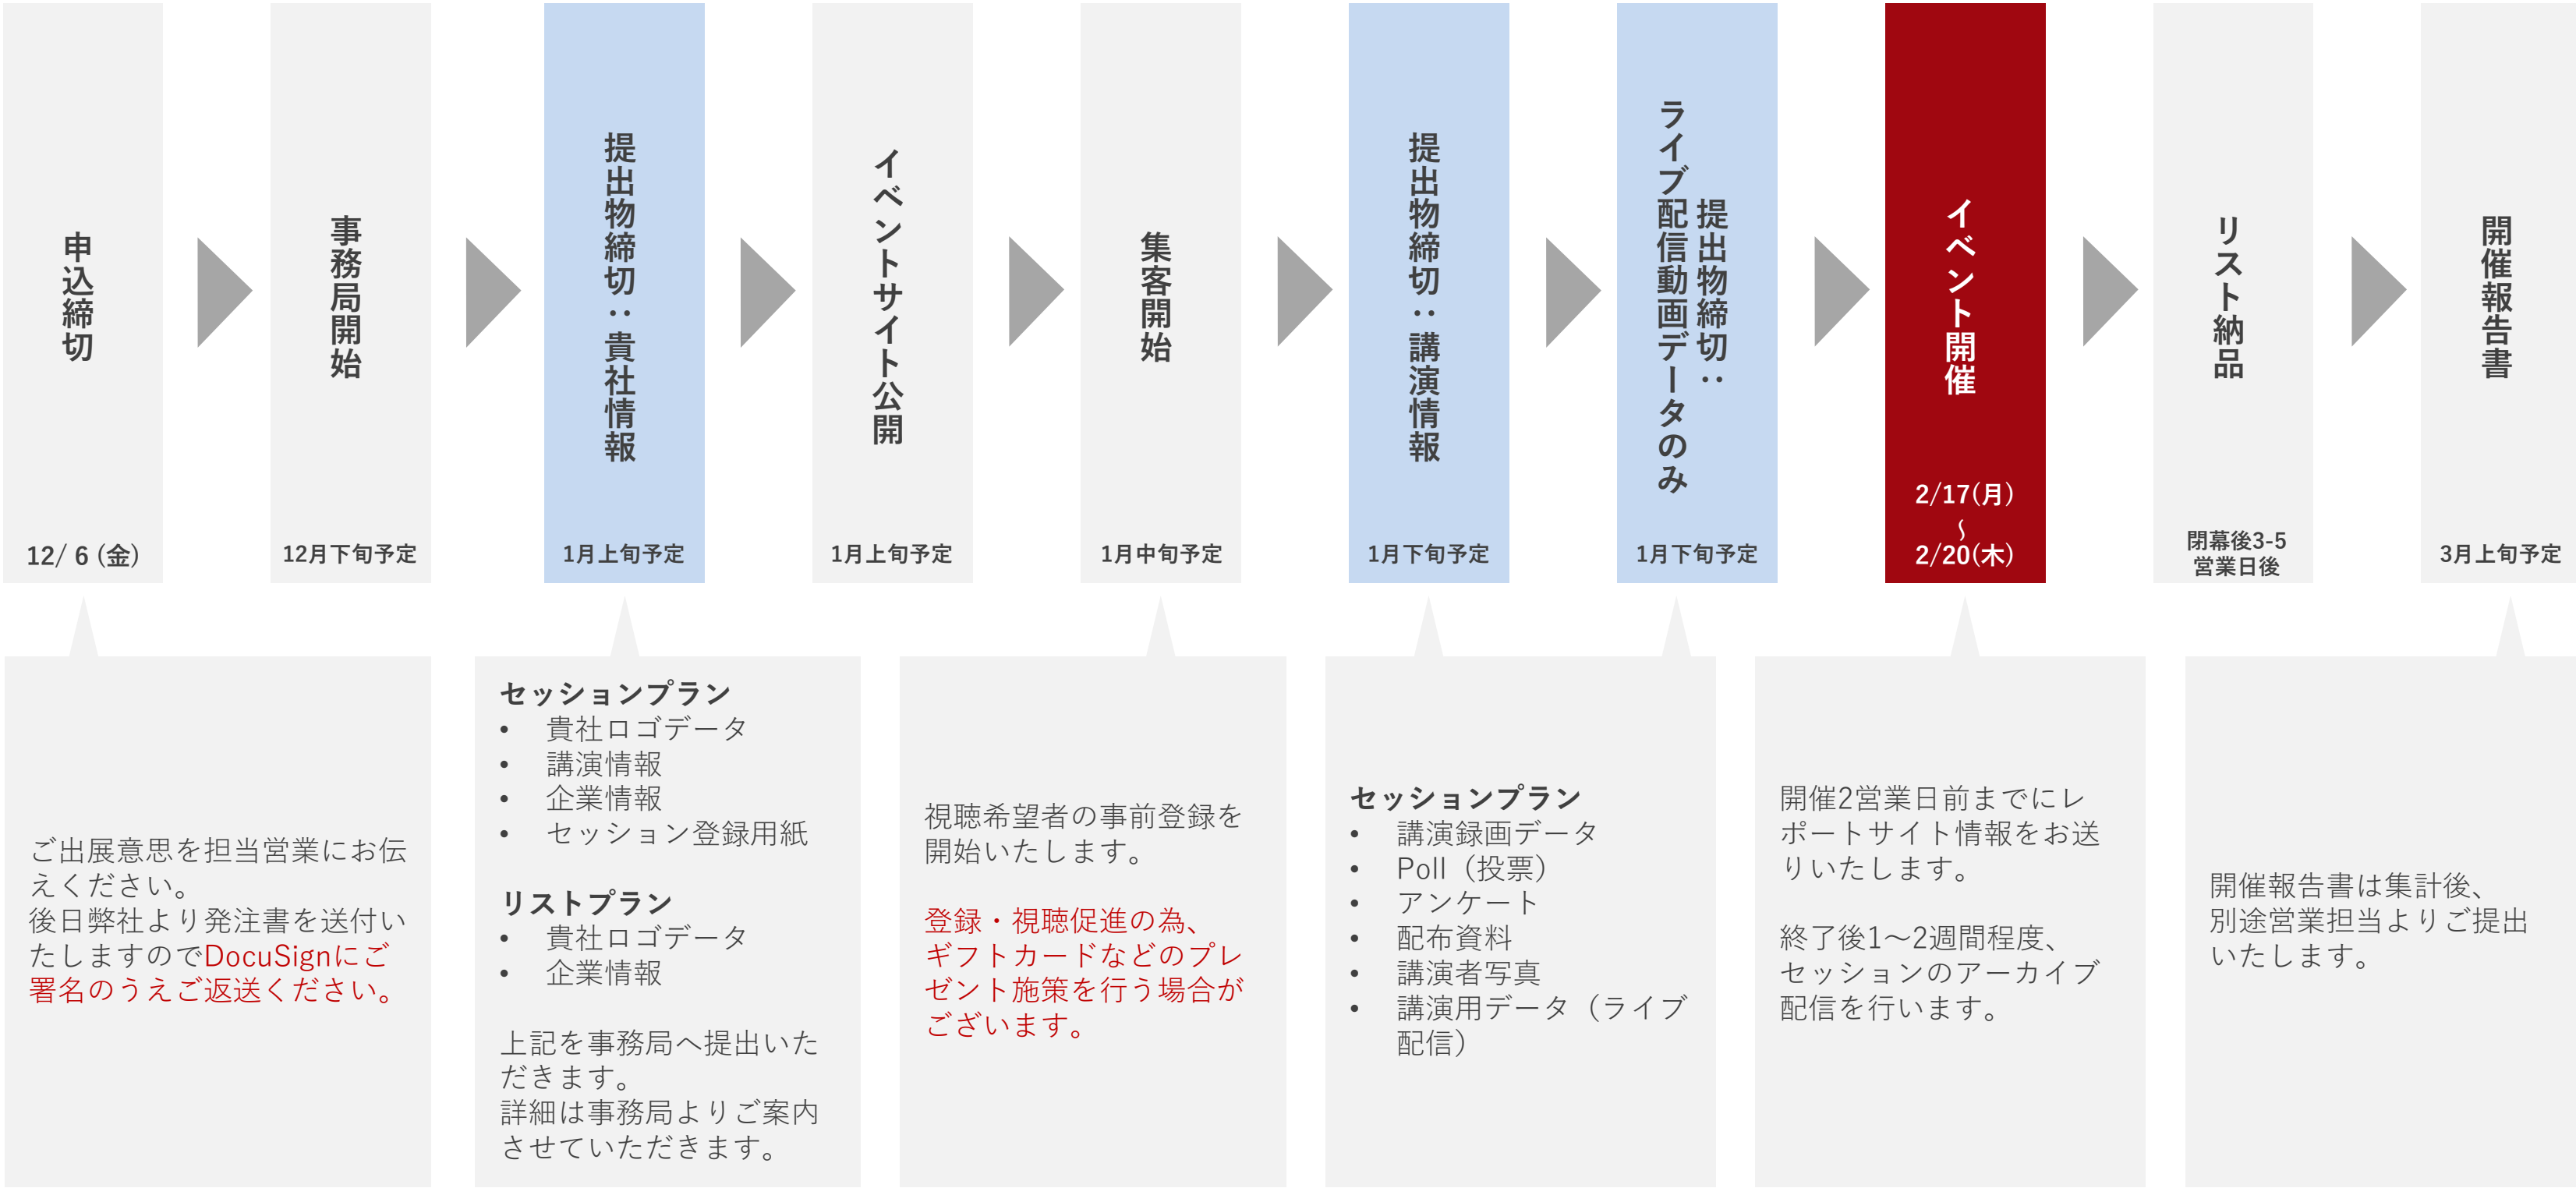 申込締切
12/ 6 (金)
事務局開始
12月下旬予定
提出物締切：貴社情報
1月上旬予定
イベントサイト公開
1月上旬予定
集客開始
1月中旬予定
提出物締切：講演情報
1月下旬予定
提出物締切：
ライブ配信動画データのみ
1月下旬予定
イベント開催
2/17(月)
～
2/20(木)
リスト納品
閉幕後3-5
営業日後
開催報告書
3月上旬予定
ご出展意思を担当営業にお伝
えください。
後日弊社より発注書を送付い
たしますのでDocuSignにご
署名のうえご返送ください。
セッションプラン
• 貴社ロゴデータ
• 講演情報
• 企業情報
• セッション登録用紙
リストプラン
• 貴社ロゴデータ
• 企業情報
上記を事務局へ提出いた
だきます。
詳細は事務局よりご案内
させていただきます。
視聴希望者の事前登録を
開始いたします。
登録・視聴促進の為、
ギフトカードなどのプレ
ゼント施策を行う場合が
ございます。
セッションプラン
• 講演録画データ
• Poll（投票）
• アンケート
• 配布資料
• 講演者写真
• 講演用データ（ライブ
配信）
開催2営業日前までにレ
ポートサイト情報をお送
りいたします。
終了後1～2週間程度、
セッションのアーカイブ
配信を行います。
開催報告書は集計後、
別途営業担当よりご提出
いたします。